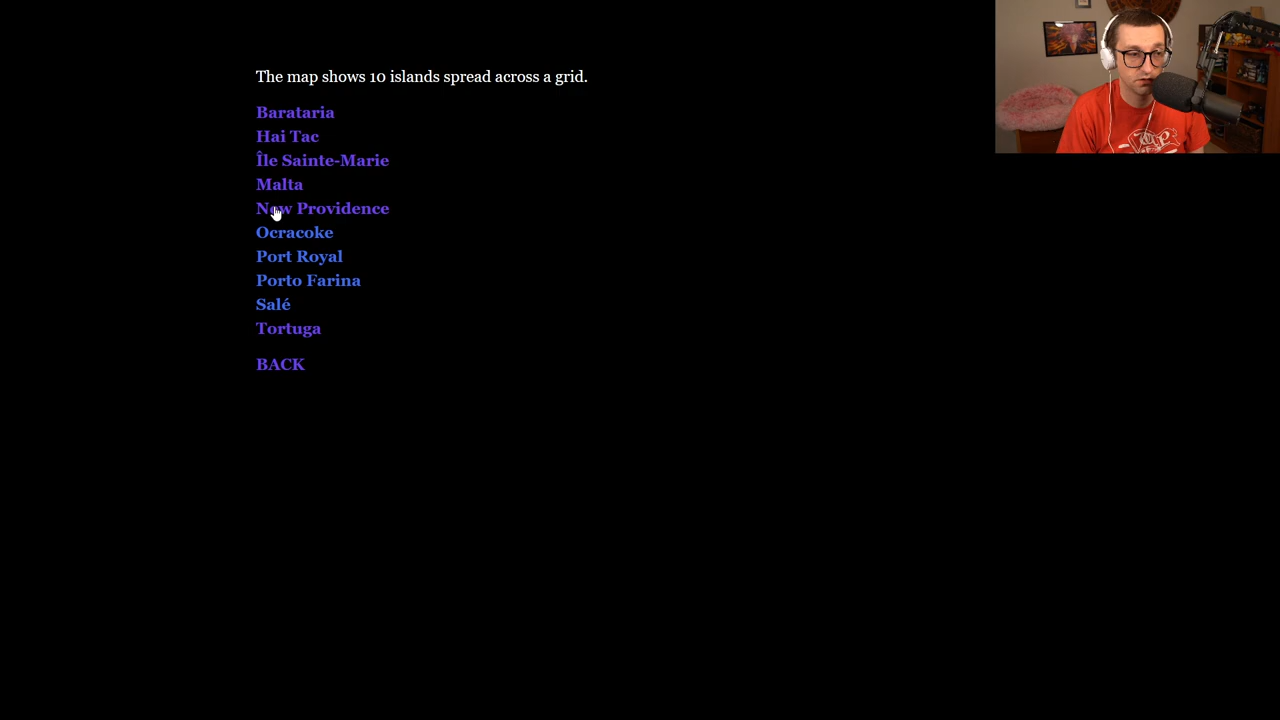 The map shows 10 islands spread across a grid.
Barataria
Hai Tac
Île Sainte-Marie
Malta
New Providence
Ocracoke
Port Royal
Porto Farina
Salé
Tortuga
BACK